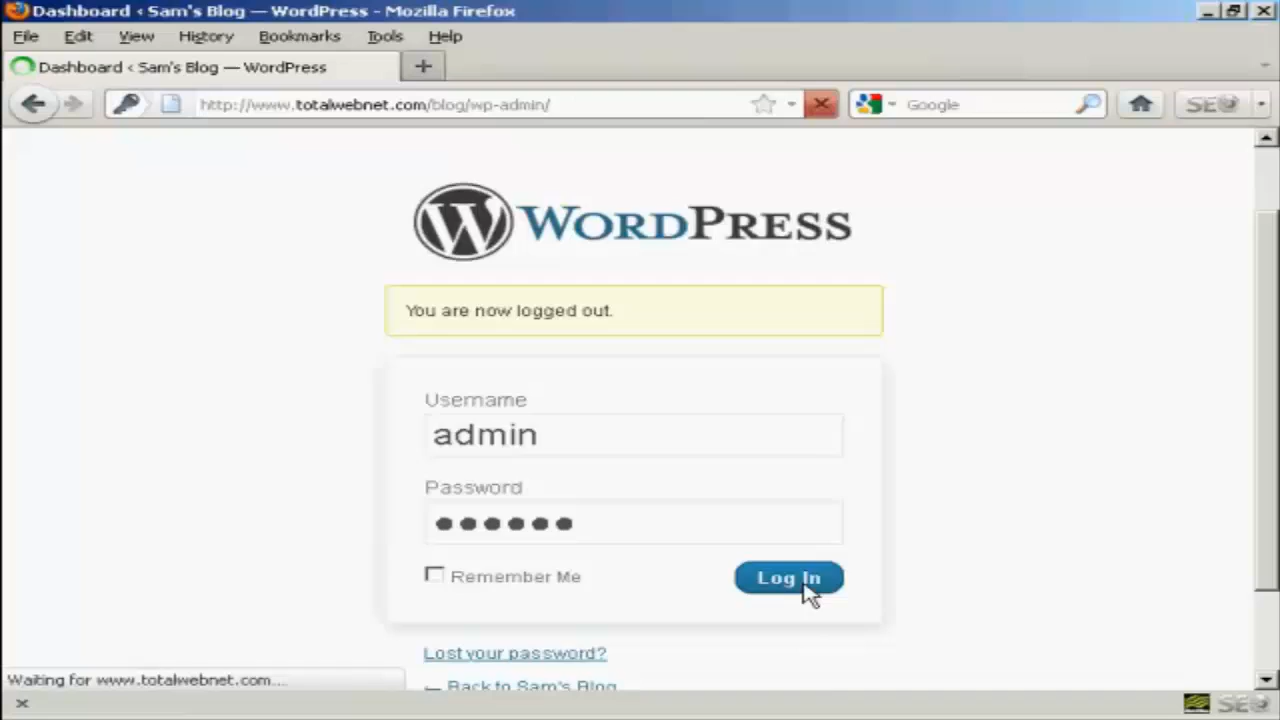 Dashboard ‹ Sam's Blog — WordPress - Mozilla Firefox
File Edit View History Bookmarks Tools Help
Dashboard ‹ Sam's Blog — WordPress
http://www.totalwebnet.com/blog/wp-admin/ Google SEO
WORDPRESS
You are now logged out.
Username
admin
Password
Remember Me Log In
Lost your password?
← Back to Sam's Blog
Waiting for www.totalwebnet.com...
SEO